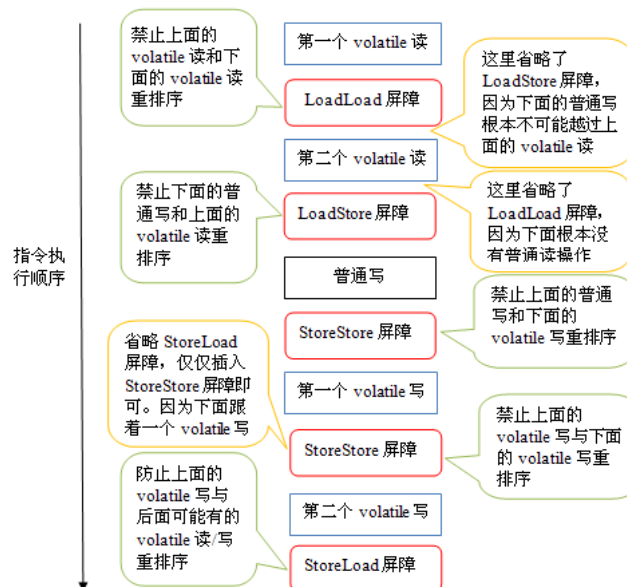 禁止上面的
volatile 读和下
面的 volatile 读
重排序
第一个 volatile 读
LoadLoad 屏障
这里省略了
LoadStore 屏障，
因为下面的普通写
根本不可能越过上
面的 volatile 读
第二个 volatile 读
禁止下面的普
通写和上面的
volatile 读重
排序
LoadStore 屏障
这里省略了
LoadLoad 屏障，
因为下面根本没
有普通读操作
指令执
行顺序
普通写
禁止上面的普通
写和下面的
volatile 写重排序
StoreStore 屏障
省略 StoreLoad
屏障，仅仅插入
StoreStore 屏障即
可。因为下面跟
着一个 volatile 写
第一个 volatile 写
StoreStore 屏障
禁止上面的
volatile 写与下面
的 volatile 写重
排序
防止上面的
volatile 写与
后面可能有的
volatile 读/写
重排序
第二个 volatile 写
StoreLoad 屏障